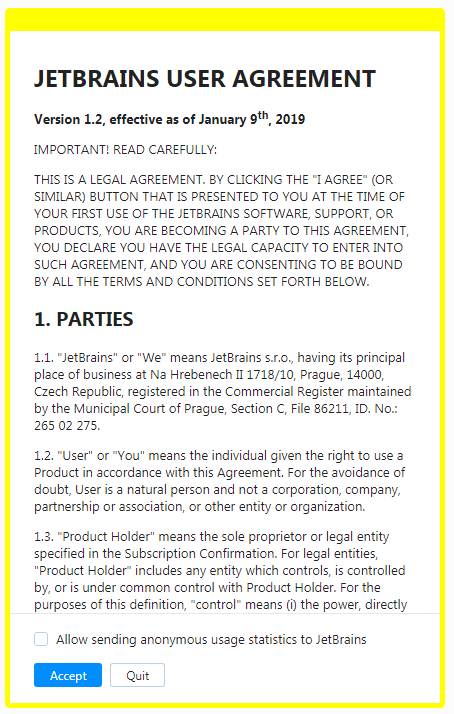 JETBRAINS USER AGREEMENT
Version 1.2, effective as of January 9th, 2019
IMPORTANT! READ CAREFULLY:
THIS IS A LEGAL AGREEMENT. BY CLICKING THE "I AGREE" (OR
SIMILAR) BUTTON THAT IS PRESENTED TO YOU AT THE TIME OF
YOUR FIRST USE OF THE JETBRAINS SOFTWARE, SUPPORT, OR
PRODUCTS, YOU ARE BECOMING A PARTY TO THIS AGREEMENT,
YOU DECLARE YOU HAVE THE LEGAL CAPACITY TO ENTER INTO
SUCH AGREEMENT, AND YOU ARE CONSENTING TO BE BOUND
BY ALL THE TERMS AND CONDITIONS SET FORTH BELOW.
1. PARTIES
1.1. "JetBrains" or "We" means JetBrains s.r.o., having its principal
place of business at Na Hrebenech II 1718/10, Prague, 14000,
Czech Republic, registered in the Commercial Register maintained
by the Municipal Court of Prague, Section C, File 86211, ID. No.:
265 02 275.
1.2. "User" or "You" means the individual given the right to use a
Product in accordance with this Agreement. For the avoidance of
doubt, User is a natural person and not a corporation, company,
partnership or association, or other entity or organization.
1.3. "Product Holder" means the sole proprietor or legal entity
specified in the Subscription Confirmation. For legal entities,
"Product Holder" includes any entity which controls, is controlled
by, or is under common control with Product Holder. For the
purposes of this definition, "control" means (i) the power, directly
Allow sending anonymous usage statistics to JetBrains
Accept
Quit